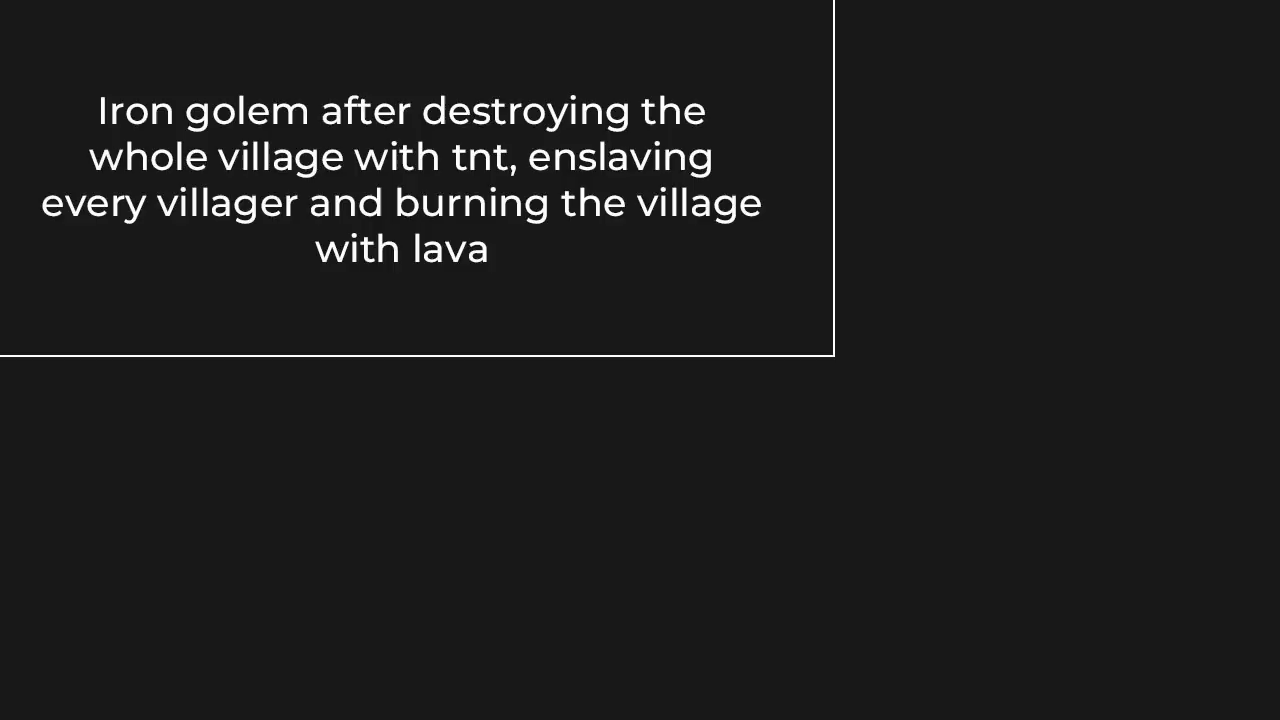 Iron golem after destroying the
whole village with tnt, enslaving
every villager and burning the village
with lava